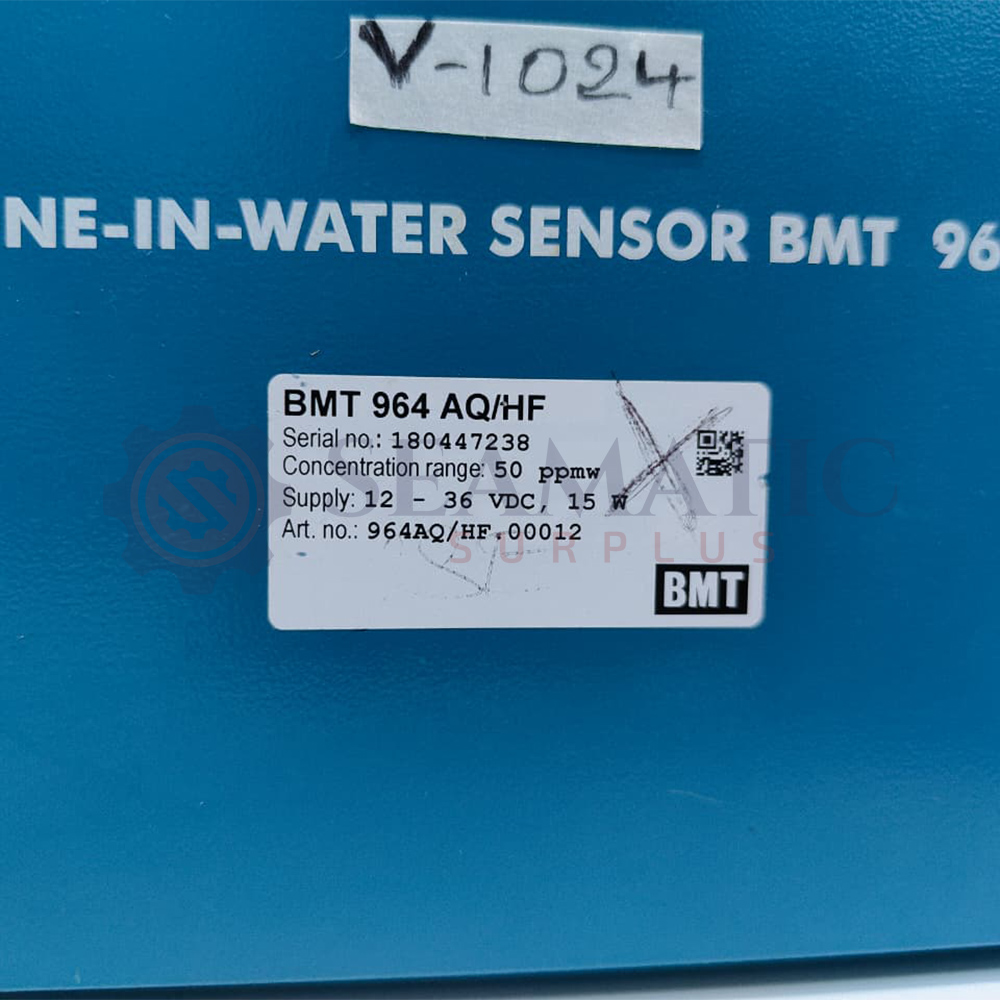 V-1024
NE-IN-WATER SENSOR BMT 96
BMT 964 AQ/HF
Serial no.: 180447238
Concentration range: 50 ppmw
Supply: 12 - 36 VDC, 15 W
Art. no.: 964AQ/HF.00012
BMT
SEAMATIC
SURPLUS